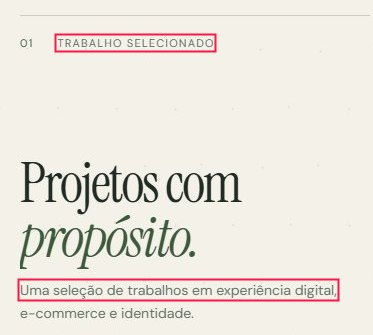 01 TRABALHO SELECIONADO
Projetos com
propósito.
Uma seleção de trabalhos em experiência digital,
e-commerce e identidade.